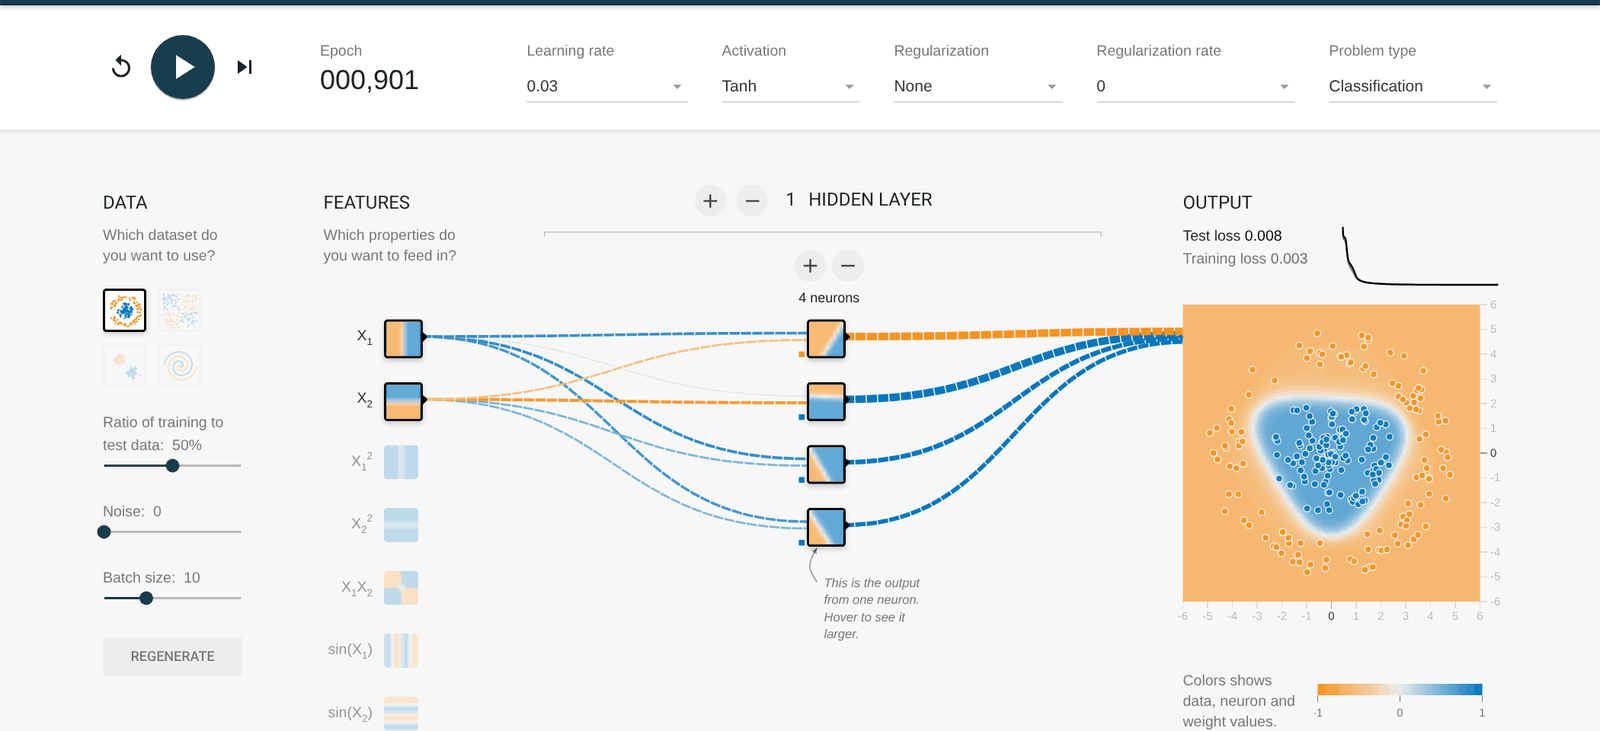 Epoch
000,901
Learning rate
0.03
Activation
Tanh
Regularization
None
Regularization rate
0
Problem type
Classification
DATA
Which dataset do
you want to use?
Ratio of training to
test data: 50%
Noise: 0
Batch size: 10
REGENERATE
FEATURES
Which properties do
you want to feed in?
X1
X2
X1²
X2²
X1X2
sin(X1)
sin(X2)
+ − 1 HIDDEN LAYER
+ −
4 neurons
This is the output
from one neuron.
Hover to see it
larger.
OUTPUT
Test loss 0.008
Training loss 0.003
6
5
4
3
2
1
0
-1
-2
-3
-4
-5
-6
-6 -5 -4 -3 -2 -1 0 1 2 3 4 5 6
Colors shows
data, neuron and
weight values.
-1 0 1